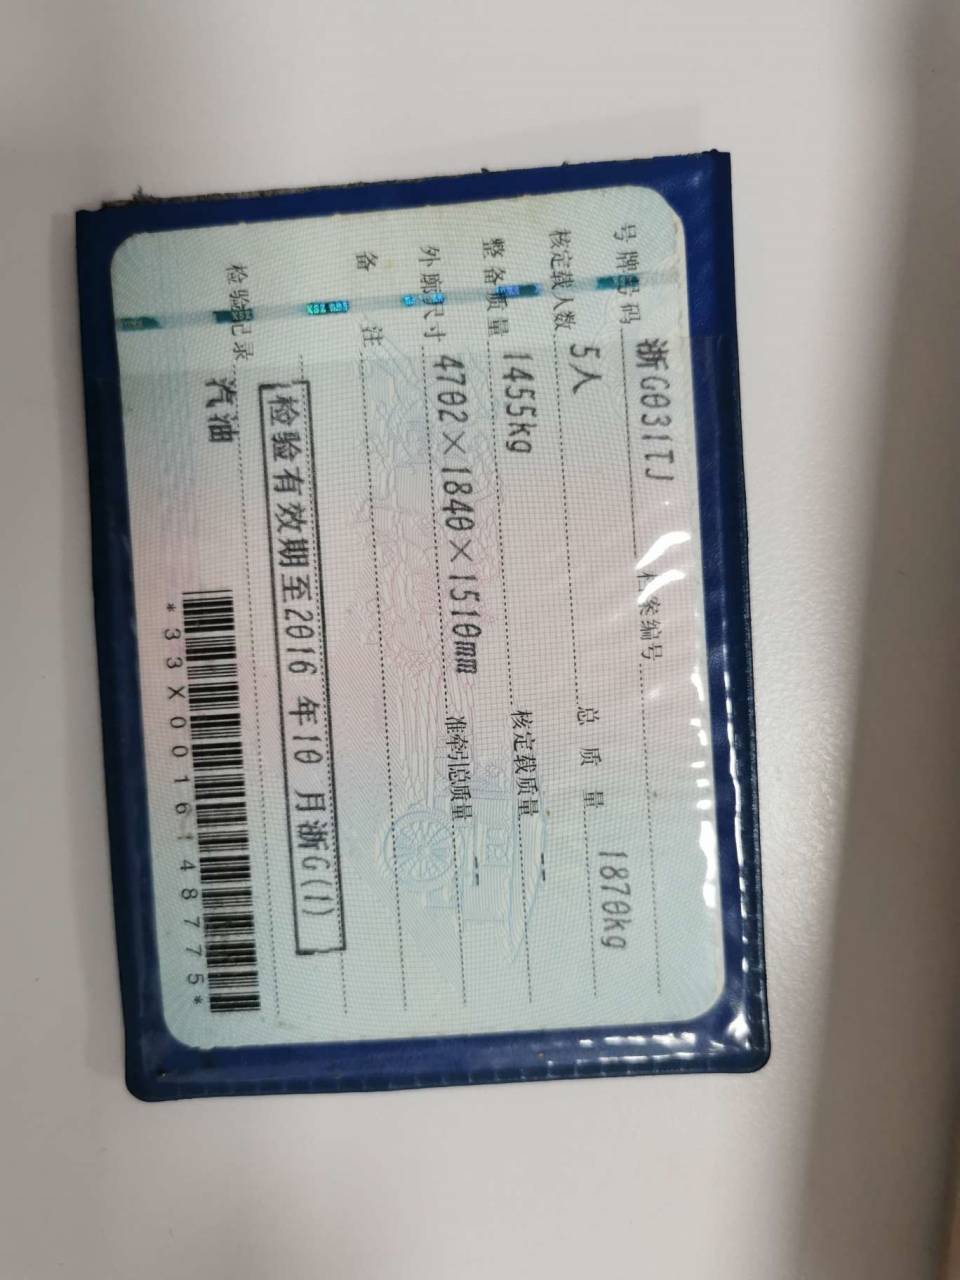 号牌号码 浙G031TJ 档案编号
核定载人数 5人 总质量 1870kg
整备质量 1455kg 核定载质量 --
外廓尺寸 4702×1840×1510mm 准牵引总质量 --
备注
检验有效期至2016年10月浙G(1)
检验记录
汽油
*33X0016148775*